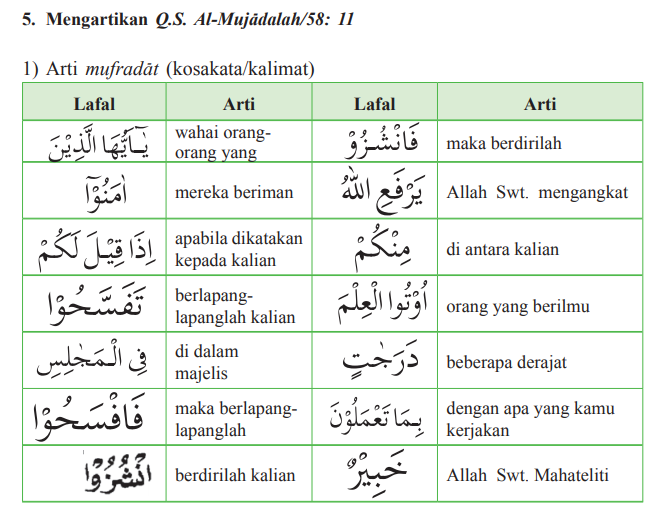 5. Mengartikan Q.S. Al-Mujādalah/58: 11
1) Arti mufradāt (kosakata/kalimat)
Lafal Arti Lafal Arti
يٰٓاَيُّهَا الَّذِيْنَ
wahai orang-
orang yang
فَانْشُزُوْ
maka berdirilah
اٰمَنُوْٓا
mereka beriman
يَرْفَعِ اللّٰهُ
Allah Swt. mengangkat
اِذَا قِيْلَ لَكُمْ
apabila dikatakan
kepada kalian
مِنْكُمْ
di antara kalian
تَفَسَّحُوْا
berlapang-
lapanglah kalian
اُوْتُوا الْعِلْمَ
orang yang berilmu
فِى الْمَجٰلِسِ
di dalam
majelis
دَرَجٰتٍ
beberapa derajat
فَافْسَحُوْا
maka berlapang-
lapanglah
بِمَا تَعْمَلُوْنَ
dengan apa yang kamu
kerjakan
انْشُزُوْا
berdirilah kalian
خَبِيْرٌ
Allah Swt. Mahateliti